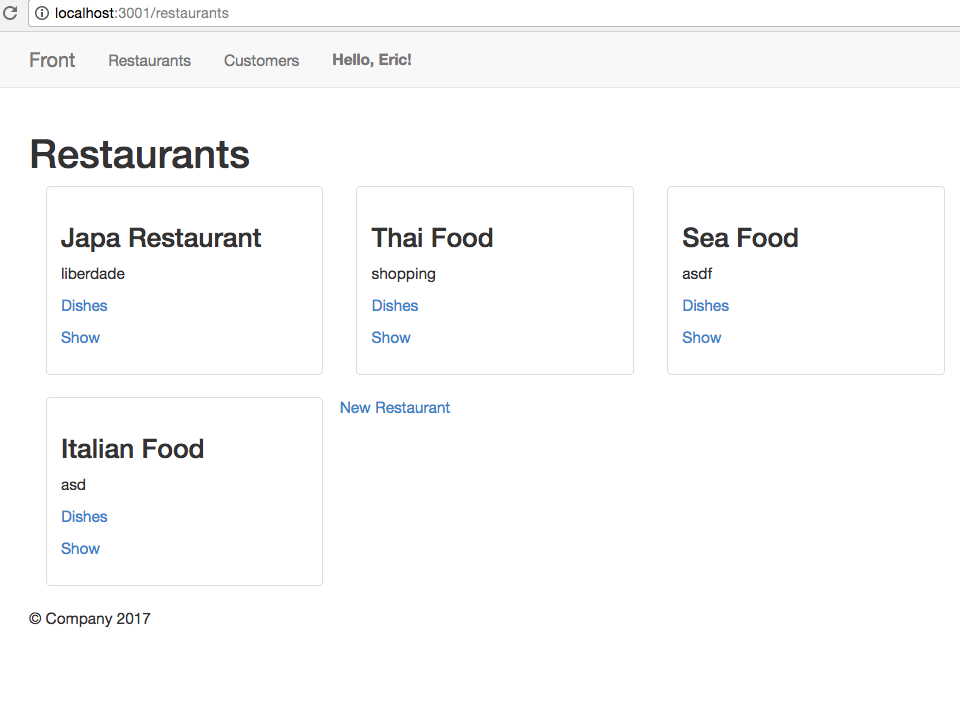 localhost:3001/restaurants
Front Restaurants Customers Hello, Eric!
Restaurants
Japa Restaurant
liberdade
Dishes
Show
Thai Food
shopping
Dishes
Show
Sea Food
asdf
Dishes
Show
Italian Food
asd
Dishes
Show
New Restaurant
© Company 2017